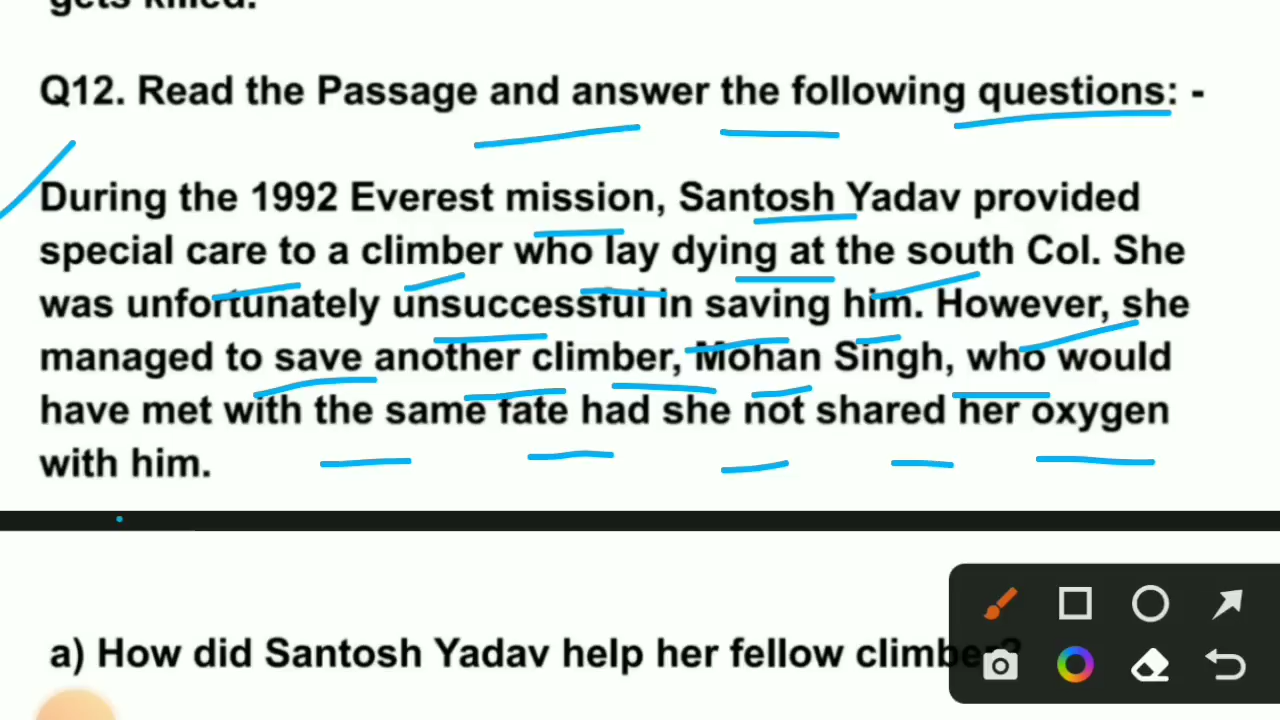 gets killed.
Q12. Read the Passage and answer the following questions: -
During the 1992 Everest mission, Santosh Yadav provided
special care to a climber who lay dying at the south Col. She
was unfortunately unsuccessful in saving him. However, she
managed to save another climber, Mohan Singh, who would
have met with the same fate had she not shared her oxygen
with him.
a) How did Santosh Yadav help her fellow climber?